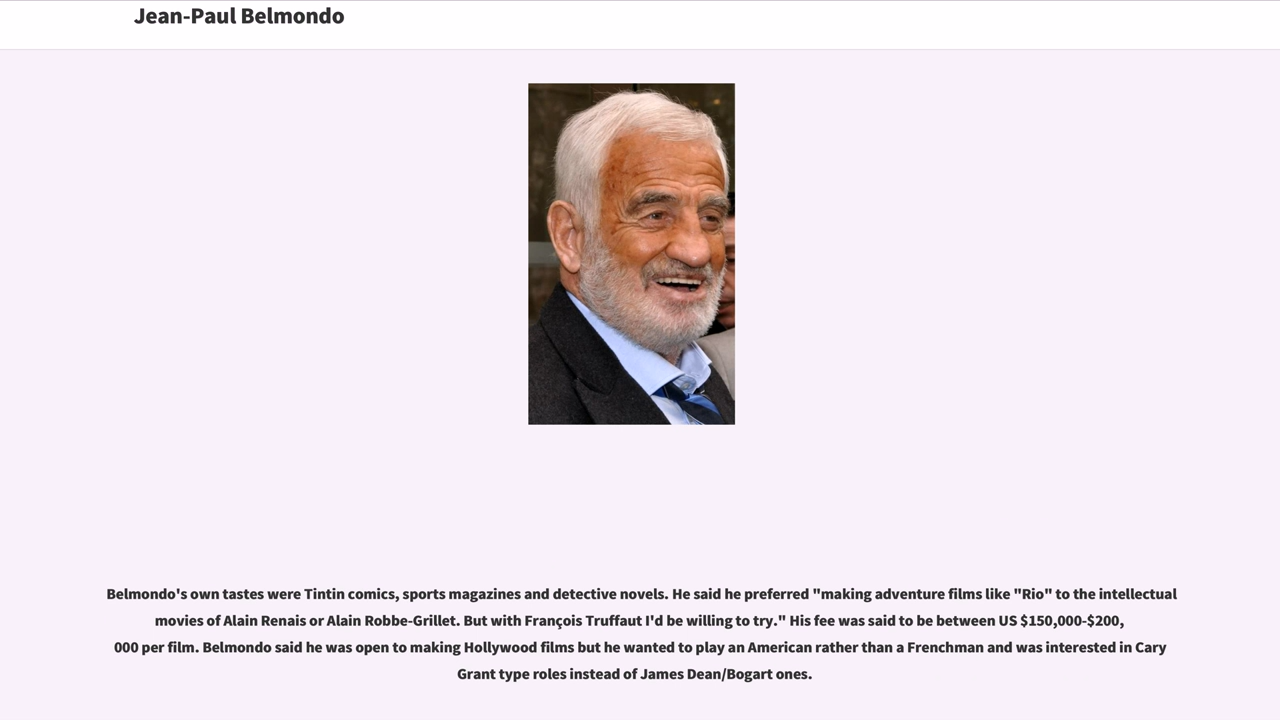 Jean-Paul Belmondo
Belmondo's own tastes were Tintin comics, sports magazines and detective novels. He said he preferred "making adventure films like "Rio" to the intellectual
movies of Alain Renais or Alain Robbe-Grillet. But with François Truffaut I'd be willing to try." His fee was said to be between US $150,000-$200,
000 per film. Belmondo said he was open to making Hollywood films but he wanted to play an American rather than a Frenchman and was interested in Cary
Grant type roles instead of James Dean/Bogart ones.